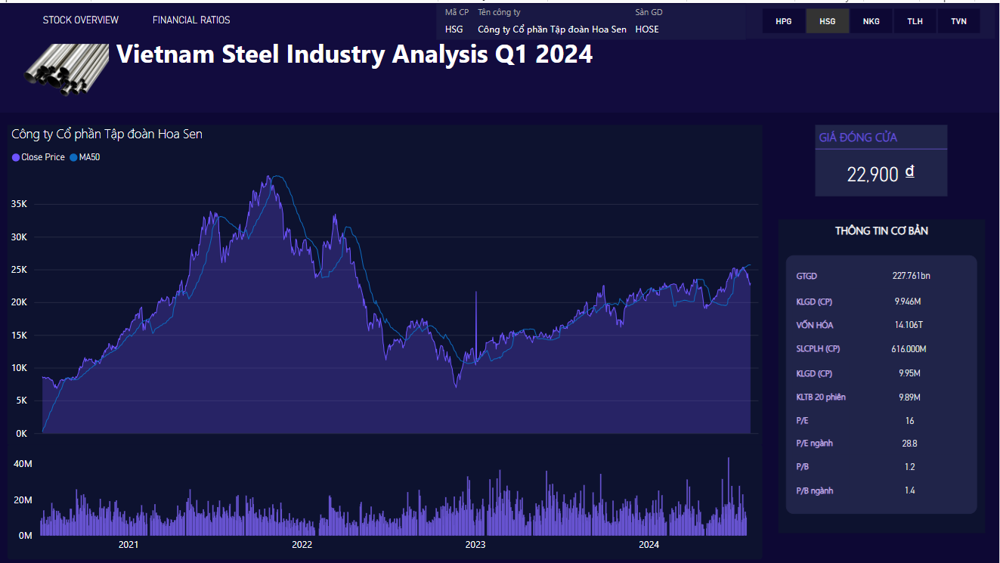 STOCK OVERVIEW FINANCIAL RATIOS
Mã CP Tên công ty Sàn GD
HSG Công ty Cổ phần Tập đoàn Hoa Sen HOSE
HPG HSG NKG TLH TVN
Vietnam Steel Industry Analysis Q1 2024
Công ty Cổ phần Tập đoàn Hoa Sen
Close Price MA50
35K
30K
25K
20K
15K
10K
5K
0K
40M
20M
0M
2021 2022 2023 2024
GIÁ ĐÓNG CỬA
22,900 ₫
THÔNG TIN CƠ BẢN
GTGD 227.761bn
KLGD (CP) 9.946M
VỐN HÓA 14.106T
SLCPLH (CP) 616.000M
KLGD (CP) 9.95M
KLTB 20 phiên 9.89M
P/E 16
P/E ngành 28.8
P/B 1.2
P/B ngành 1.4